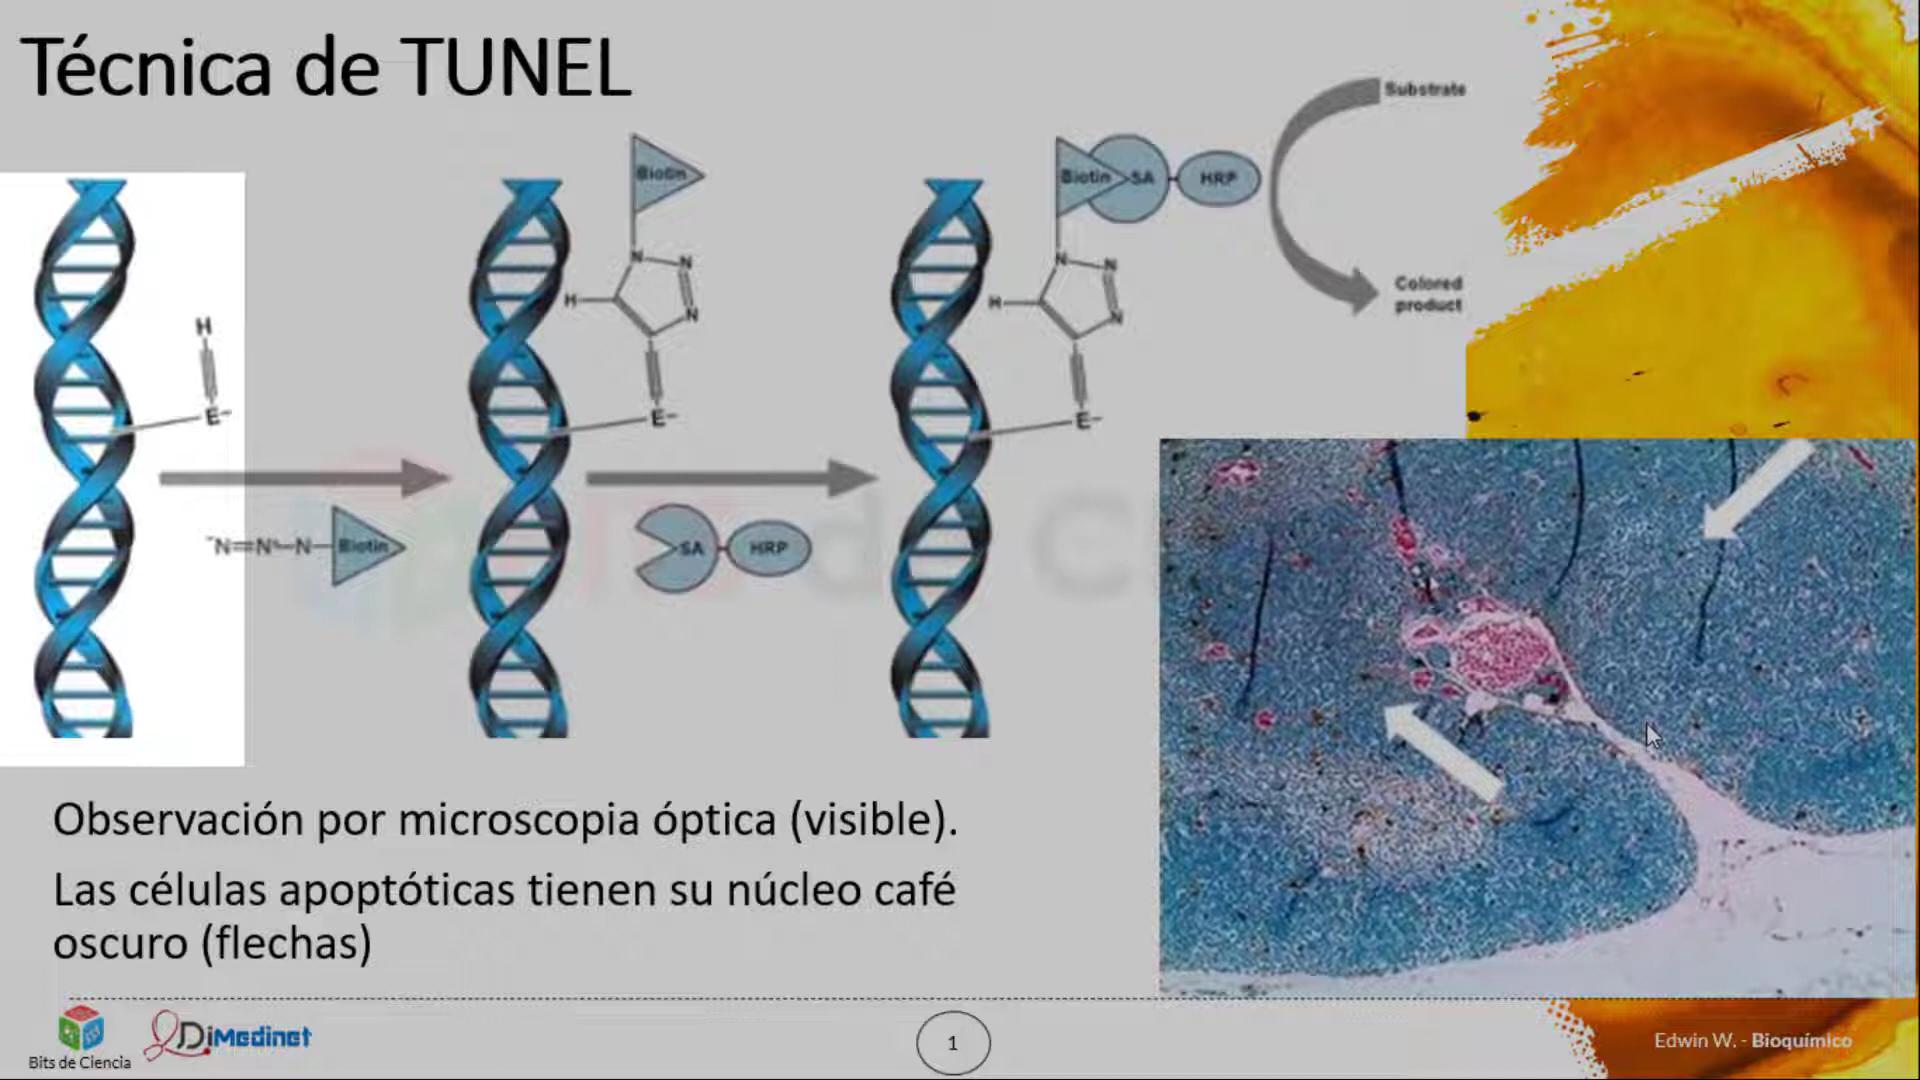 Técnica de TUNEL
Substrate
Biotin
Biotin SA HRP
N N
N
H
N N
N
H
Colored
product
H
E
E
E
-N=N+-N-Biotin
SA HRP
Observación por microscopia óptica (visible).
Las células apoptóticas tienen su núcleo café
oscuro (flechas)
Bits de Ciencia
DiMedinet
1
Edwin W. - Bioquímico